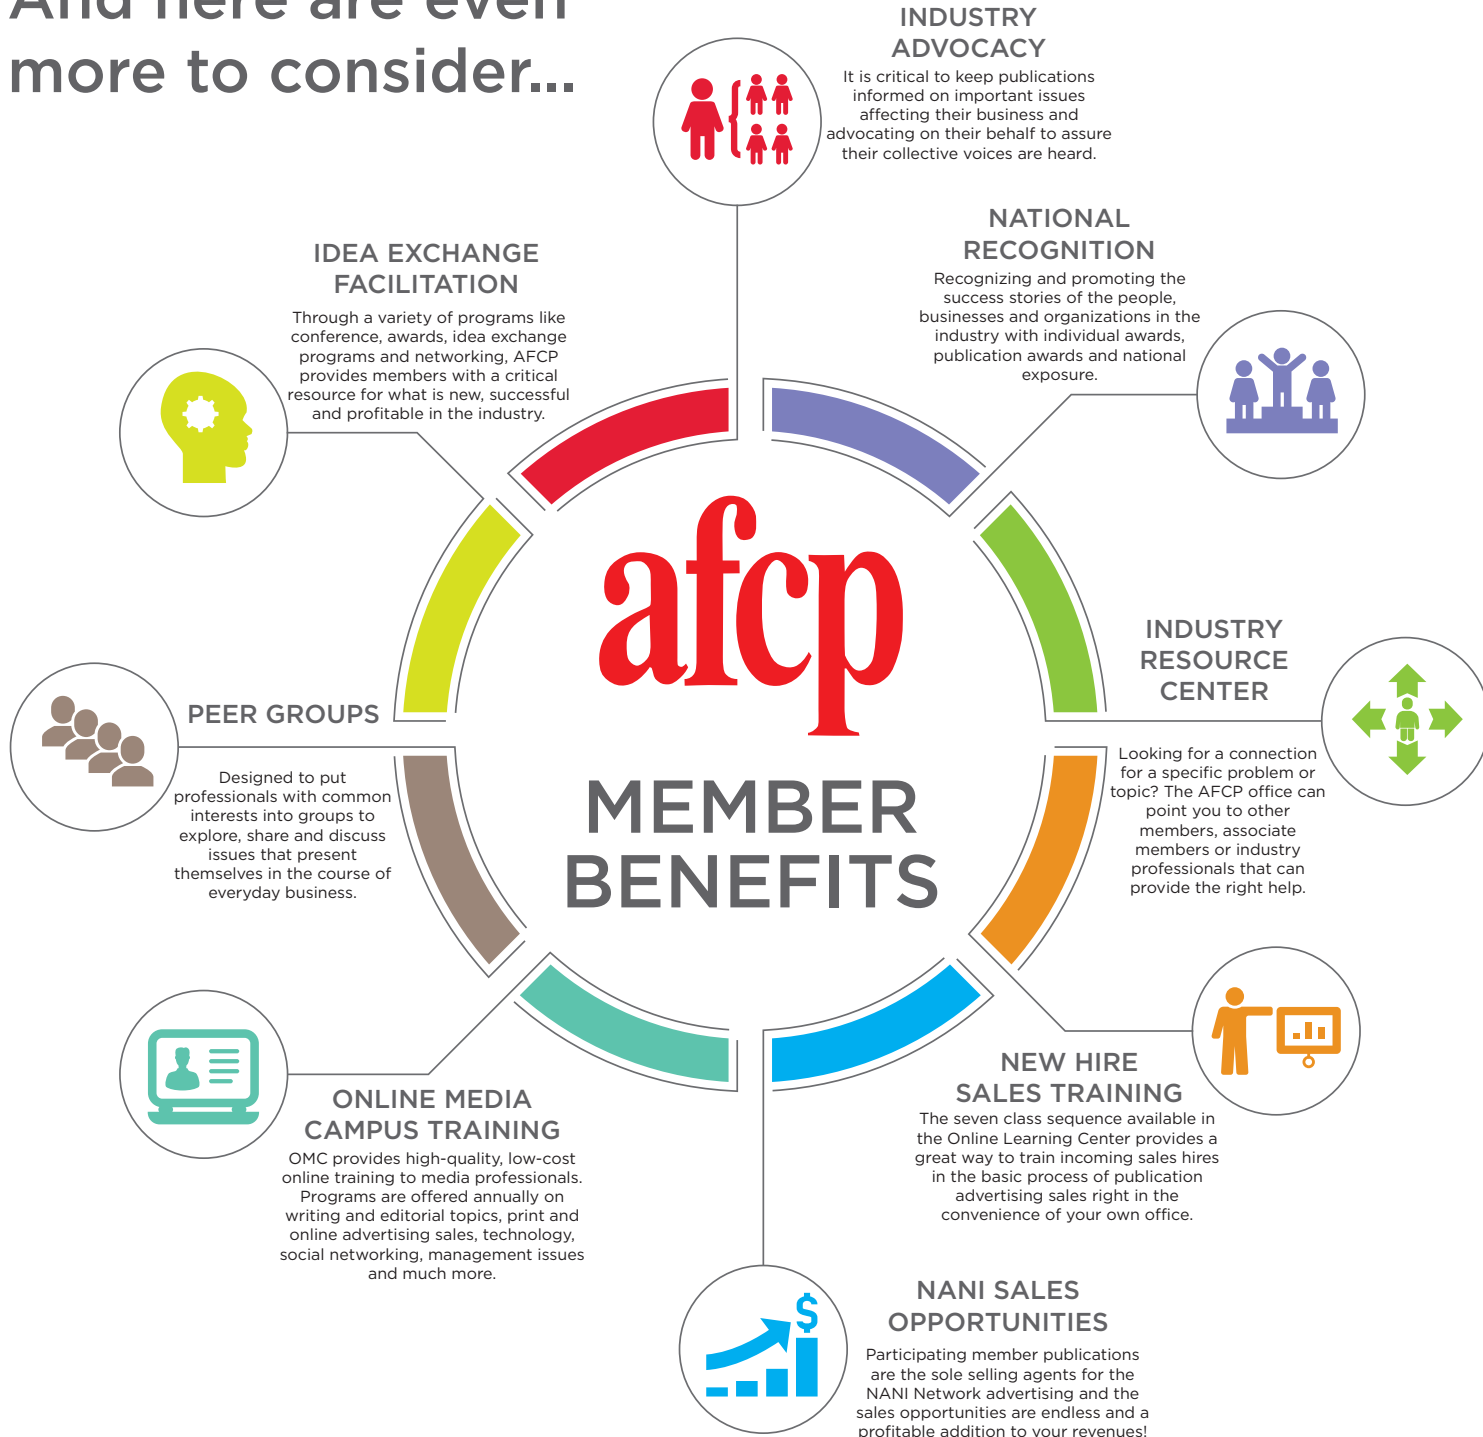 And here are even
more to consider...
INDUSTRY
ADVOCACY
It is critical to keep publications
informed on important issues
affecting their business and
advocating on their behalf to assure
their collective voices are heard.
NATIONAL
RECOGNITION
Recognizing and promoting the
success stories of the people,
businesses and organizations in the
industry with individual awards,
publication awards and national
exposure.
IDEA EXCHANGE
FACILITATION
Through a variety of programs like
conference, awards, idea exchange
programs and networking, AFCP
provides members with a critical
resource for what is new, successful
and profitable in the industry.
afcp
MEMBER
BENEFITS
INDUSTRY
RESOURCE
CENTER
Looking for a connection
for a specific problem or
topic? The AFCP office can
point you to other
members, associate
members or industry
professionals that can
provide the right help.
PEER GROUPS
Designed to put
professionals with common
interests into groups to
explore, share and discuss
issues that present
themselves in the course of
everyday business.
NEW HIRE
SALES TRAINING
The seven class sequence available in
the Online Learning Center provides a
great way to train incoming sales hires
in the basic process of publication
advertising sales right in the
convenience of your own office.
ONLINE MEDIA
CAMPUS TRAINING
OMC provides high-quality, low-cost
online training to media professionals.
Programs are offered annually on
writing and editorial topics, print and
online advertising sales, technology,
social networking, management issues
and much more.
$
NANI SALES
OPPORTUNITIES
Participating member publications
are the sole selling agents for the
NANI Network advertising and the
sales opportunities are endless and a
profitable addition to your revenues!